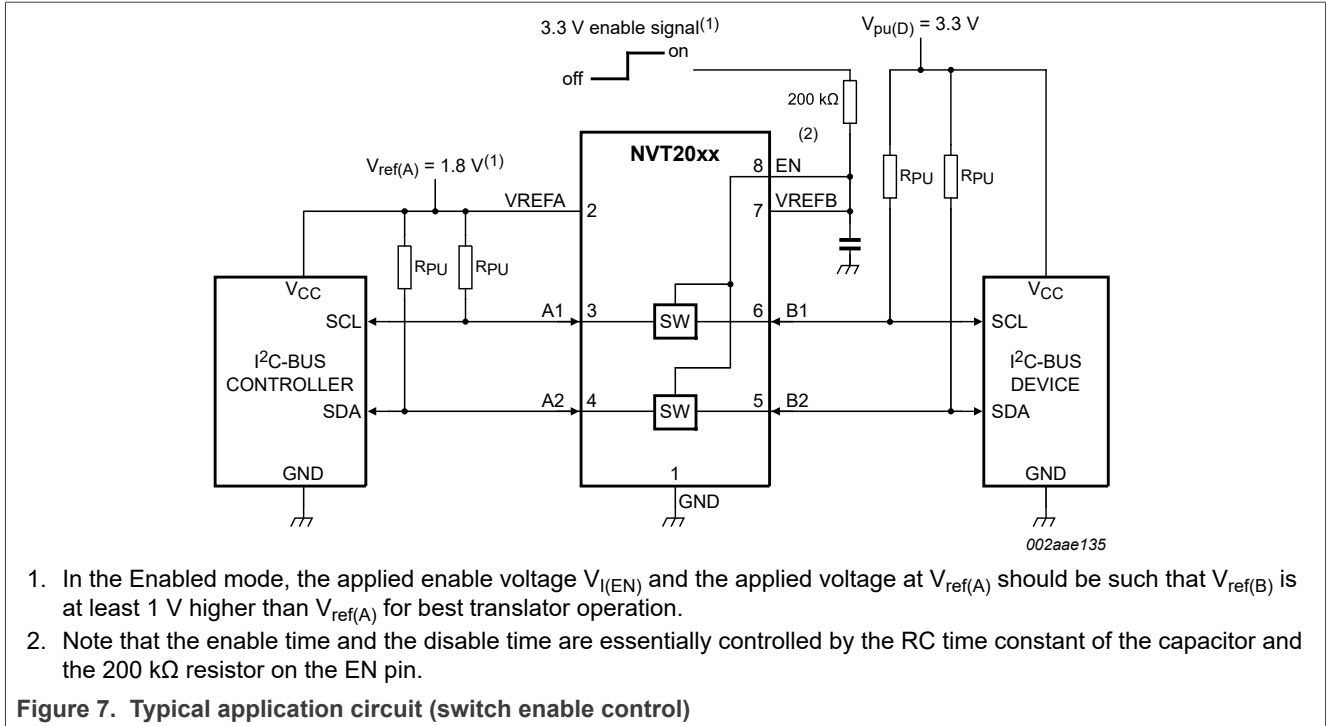 3.3 V enable signal(1)
off
on
Vpu(D) = 3.3 V
200 kΩ
(2)
NVT20xx
Vref(A) = 1.8 V(1)
8
EN
RPU
RPU
VREFA
2
7
VREFB
RPU
RPU
VCC
SCL
A1
3
SW
6
B1
VCC
SCL
I2C-BUS
CONTROLLER
I2C-BUS
DEVICE
SDA
A2
4
SW
5
B2
SDA
GND
1
GND
GND
002aae135
1. In the Enabled mode, the applied enable voltage VI(EN) and the applied voltage at Vref(A) should be such that Vref(B) is
at least 1 V higher than Vref(A) for best translator operation.
2. Note that the enable time and the disable time are essentially controlled by the RC time constant of the capacitor and
the 200 kΩ resistor on the EN pin.
Figure 7. Typical application circuit (switch enable control)